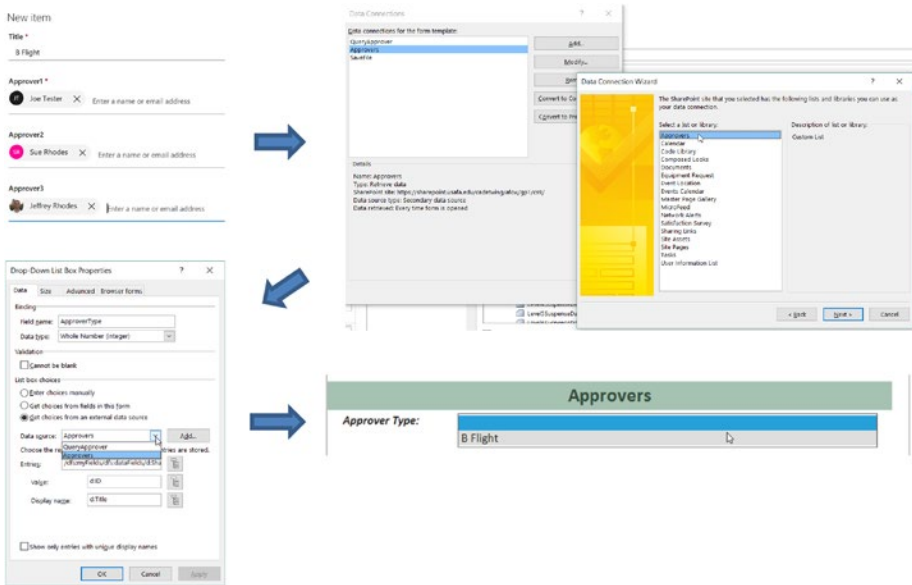 New item
Title *
B Flight
Approver1 *
Joe Tester X Enter a name or email address
Approver2
Sue Rhodes X Enter a name or email address
Approver3
Jeffrey Rhodes X Enter a name or email address
Data Connections ? X
Data connections for the form template:
QueryApprover
Approvers
Add...
Modify...
Details
Name: Approvers
Type: Retrieve data
Data source type: Secondary data source
Data retrieved: Every time form is opened
Data Connection Wizard ? X
The SharePoint site that you selected has the following lists and libraries you can use as
your data connection.
Select a list or library:
Approvers
Calendar
Code Library
Composed Looks
Documents
Equipment Request
Event Location
Events Calendar
Master Page Gallery
MicroFeed
Network Alerts
Satisfaction Survey
Sharing Links
Site Assets
Site Pages
Tasks
User Information List
Description of list or library:
Custom List
< Back Next > Cancel
Drop-Down List Box Properties ? X
Data Size Advanced Browser forms
Binding
Field name: ApproverType
Data type: Whole Number (integer)
Validation
Cannot be blank
List box choices
Enter choices manually
Get choices from fields in this form
Get choices from an external data source
Data source: Approvers Add...
QueryApprover
Approvers
Choose the
Entries:
Value: d:ID
Display name: d:Title
Show only entries with unique display names
OK Cancel Apply
Approvers
Approver Type:
B Flight